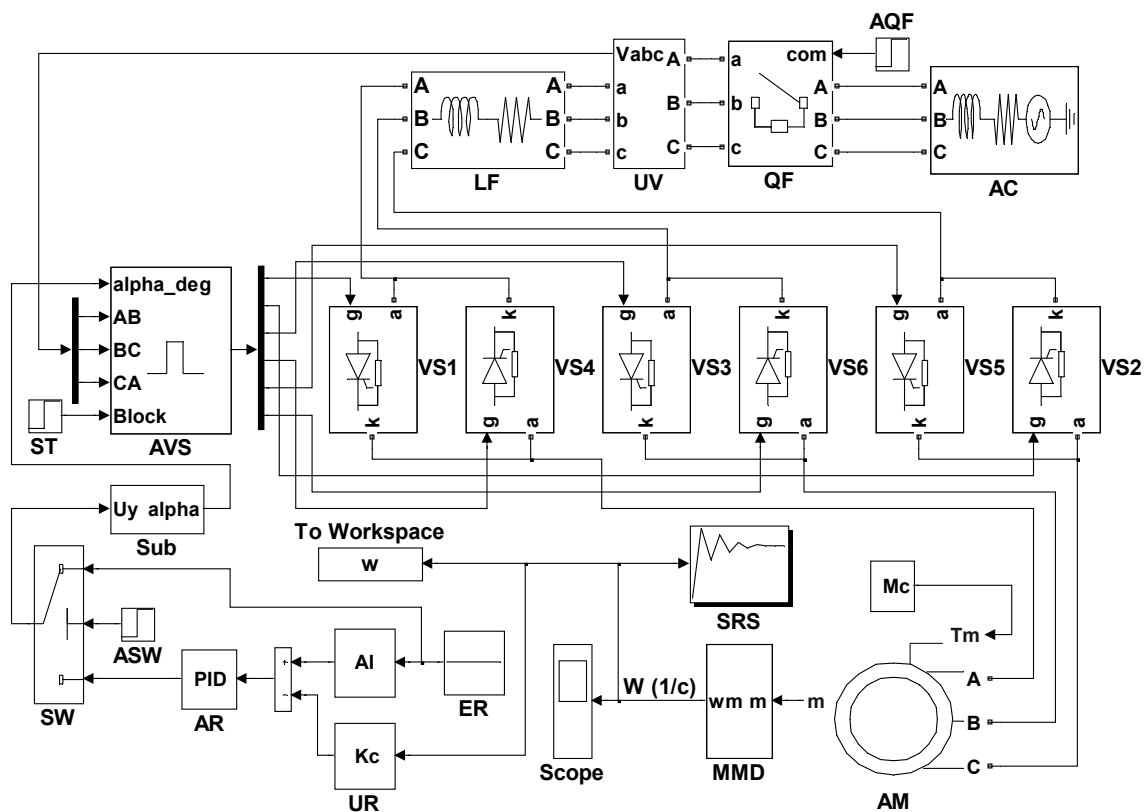 AQF
Vabc A
a
B
b
C
c
UV
a
com
b
A
B
c
C
QF
A
B
C
AC
A
A
B
B
C
C
LF
alpha_deg
AB
BC
CA
Block
AVS
ST
g
a
k
VS1
k
g
a
VS4
g
a
k
VS3
k
g
a
VS6
g
a
k
VS5
k
g
a
VS2
Uy alpha
Sub
To Workspace
w
SRS
Mc
Tm
SW
ASW
PID
AR
+
-
AI
ER
Kc
UR
Scope
W (1/c)
wm m
MMD
m
A
B
C
AM